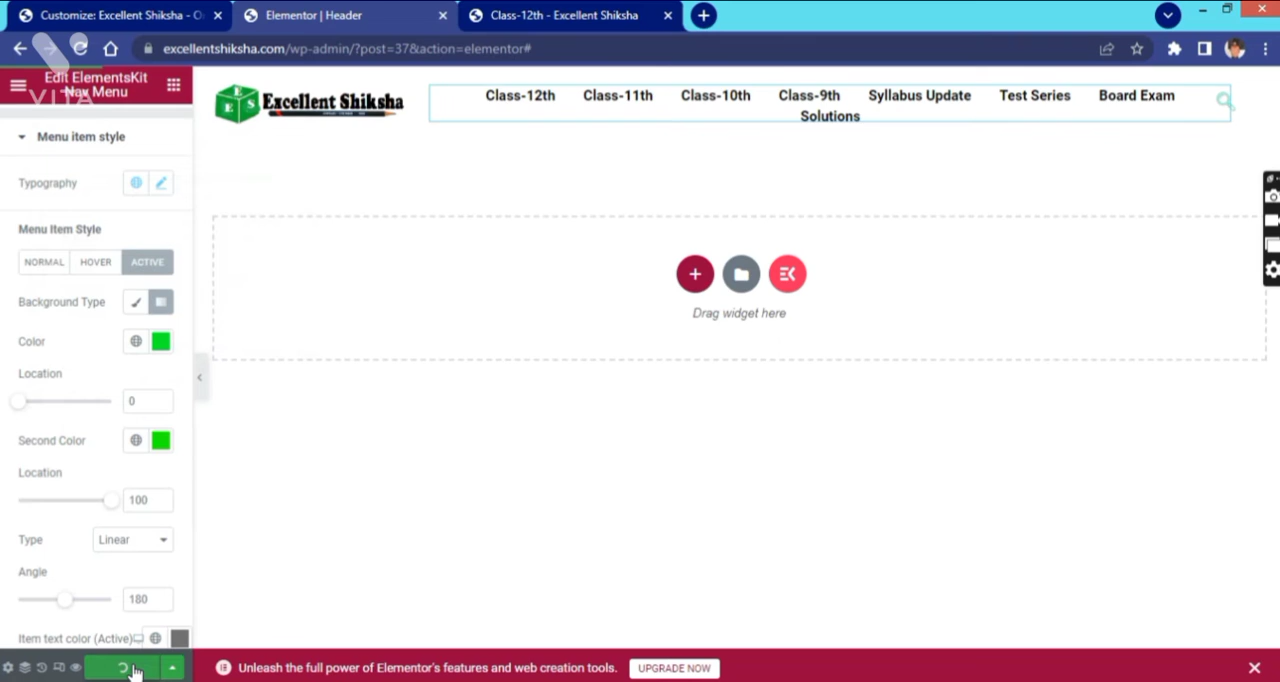 Customize: Excellent Shiksha - O
Elementor | Header
Class-12th - Excellent Shiksha
excellentshiksha.com/wp-admin/?post=37&action=elementor#
Edit ElementsKit
Nav Menu
VITA
EES
Excellent Shiksha
Class-12th Class-11th Class-10th Class-9th Syllabus Update Test Series Board Exam
Solutions
Menu item style
Typography
Menu Item Style
NORMAL HOVER ACTIVE
Background Type
Color
Location
0
Second Color
Location
100
Type Linear
Angle
180
Item text color (Active)
Drag widget here
Unleash the full power of Elementor's features and web creation tools. UPGRADE NOW